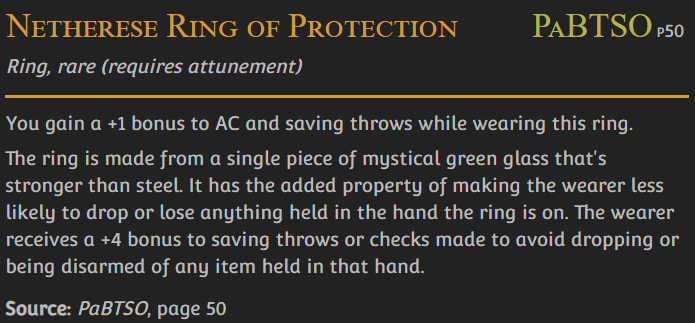 Netherese Ring of Protection PaBTSO p50
Ring, rare (requires attunement)
You gain a +1 bonus to AC and saving throws while wearing this ring.
The ring is made from a single piece of mystical green glass that's
stronger than steel. It has the added property of making the wearer less
likely to drop or lose anything held in the hand the ring is on. The wearer
receives a +4 bonus to saving throws or checks made to avoid dropping or
being disarmed of any item held in that hand.
Source: PaBTSO, page 50